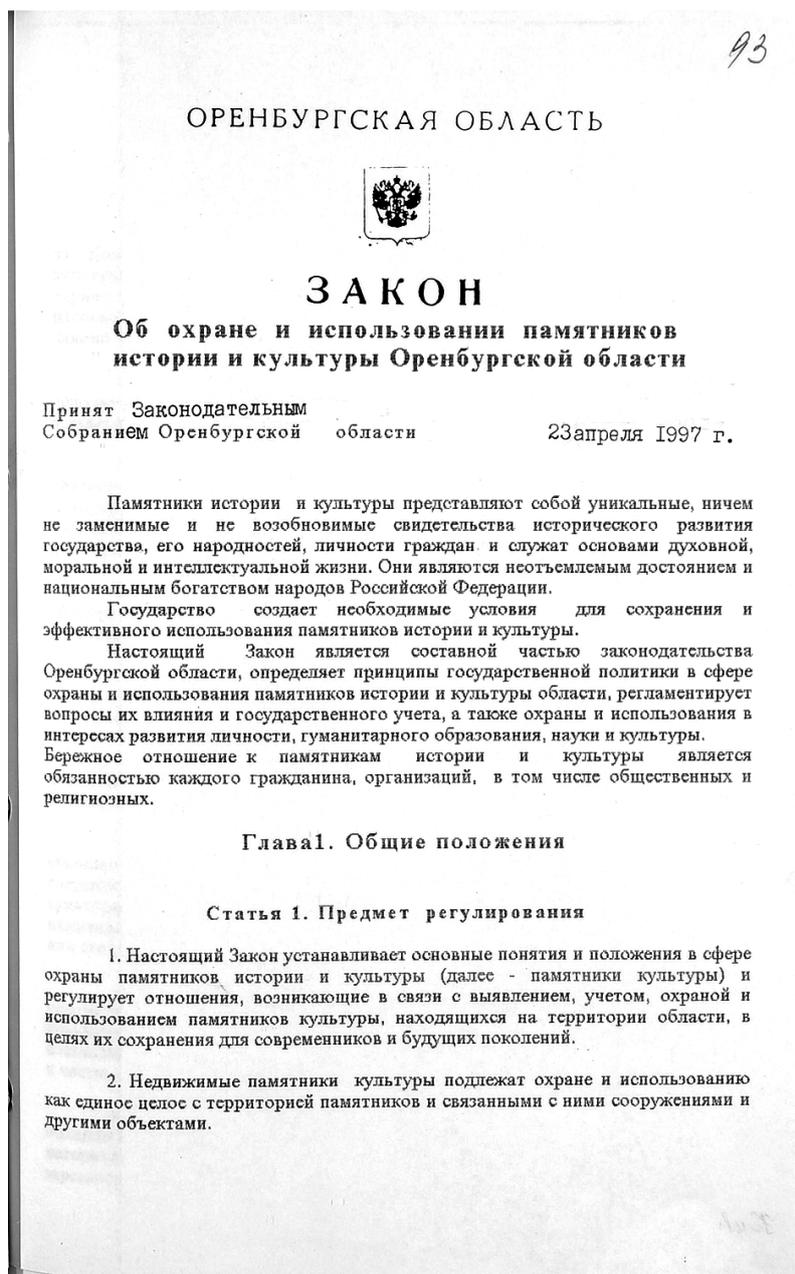 93
ОРЕНБУРГСКАЯ ОБЛАСТЬ
ЗАКОН
Об охране и использовании памятников
истории и культуры Оренбургской области
Принят Законодательным
Собранием Оренбургской области 23апреля 1997 г.
Памятники истории и культуры представляют собой уникальные, ничем
не заменимые и не возобновимые свидетельства исторического развития
государства, его народностей, личности граждан и служат основами духовной,
моральной и интеллектуальной жизни. Они являются неотъемлемым достоянием и
национальным богатством народов Российской Федерации.
Государство создает необходимые условия для сохранения и
эффективного использования памятников истории и культуры.
Настоящий Закон является составной частью законодательства
Оренбургской области, определяет принципы государственной политики в сфере
охраны и использования памятников истории и культуры области, регламентирует
вопросы их влияния и государственного учета, а также охраны и использования в
интересах развития личности, гуманитарного образования, науки и культуры.
Бережное отношение к памятникам истории и культуры является
обязанностью каждого гражданина, организаций, в том числе общественных и
религиозных.
Глава1. Общие положения
Статья 1. Предмет регулирования
1. Настоящий Закон устанавливает основные понятия и положения в сфере
охраны памятников истории и культуры (далее - памятники культуры) и
регулирует отношения, возникающие в связи с выявлением, учетом, охраной и
использованием памятников культуры, находящихся на территории области, в
целях их сохранения для современников и будущих поколений.
2. Недвижимые памятники культуры подлежат охране и использованию
как единое целое с территорией памятников и связанными с ними сооружениями и
другими объектами.